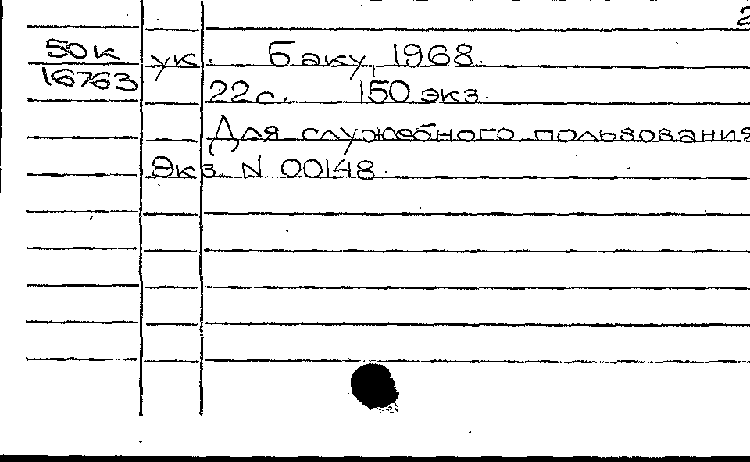 2
50к ук. Баку, 1968.
16763 22 с. 150 экз.
Для служебного пользования
Экз. N 00148.